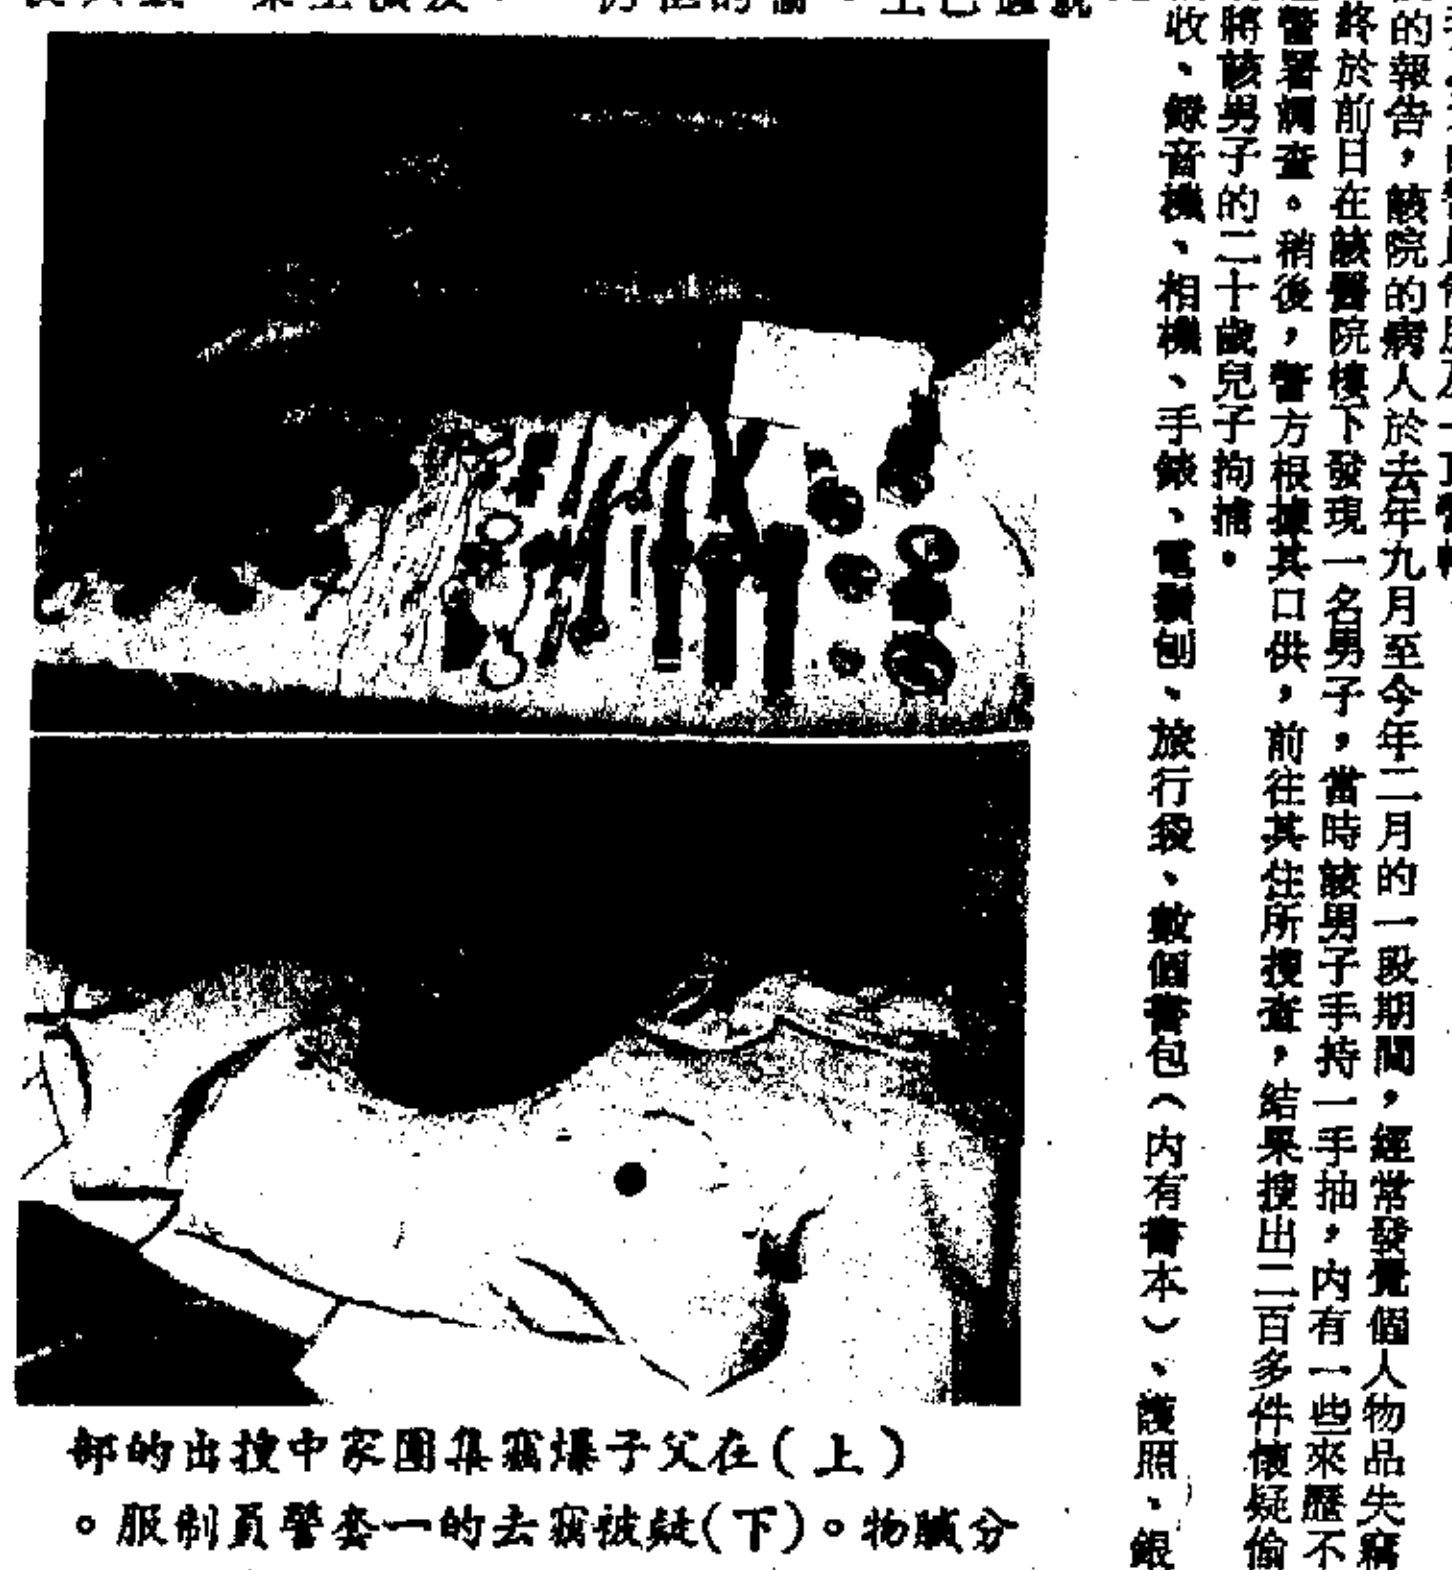 的報告，該院的病人於去年九月至今年二月的一段期間，經常發覺個人物品失竊
終於前日在該醫院樓下發現一名男子，當時該男子手持一手抽，內有一些來歷不
警署調查。稍後，警方根據其口供，前往其住所搜查，結果搜出二百多件懷疑偷
將該男子的二十歲兒子拘捕。
收、錄音機、相機、手錶、電鬚刨、旅行袋、數個書包（內有書本）、護照、銀
（上）在父子爆竊集團家中搜出的部
分贓物。（下）疑被竊去的一套警員制服。